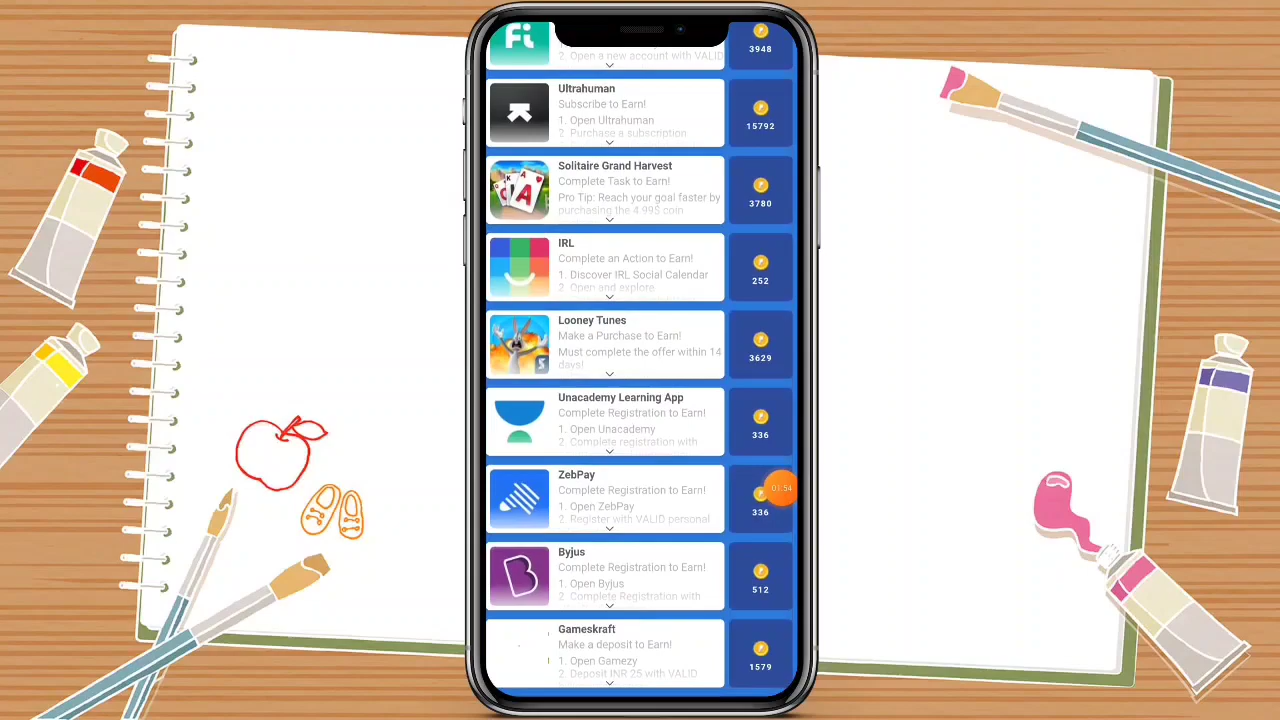 Fi
2. Open a new account with VALID
3948
Ultrahuman
Subscribe to Earn!
1. Open Ultrahuman
2. Purchase a subscription
15792
Solitaire Grand Harvest
Complete Task to Earn!
Pro Tip: Reach your goal faster by
purchasing the 4.99$ coin
3780
IRL
Complete an Action to Earn!
1. Discover IRL Social Calendar
2. Open and explore
252
Looney Tunes
Make a Purchase to Earn!
Must complete the offer within 14
days!
3629
Unacademy Learning App
Complete Registration to Earn!
1. Open Unacademy
2. Complete registration with
336
ZebPay
Complete Registration to Earn!
1. Open ZebPay
2. Register with VALID personal
336
01:54
Byjus
Complete Registration to Earn!
1. Open Byjus
2. Complete Registration with
512
Gameskraft
Make a deposit to Earn!
1. Open Gamezy
2. Deposit INR 25 with VALID
1579